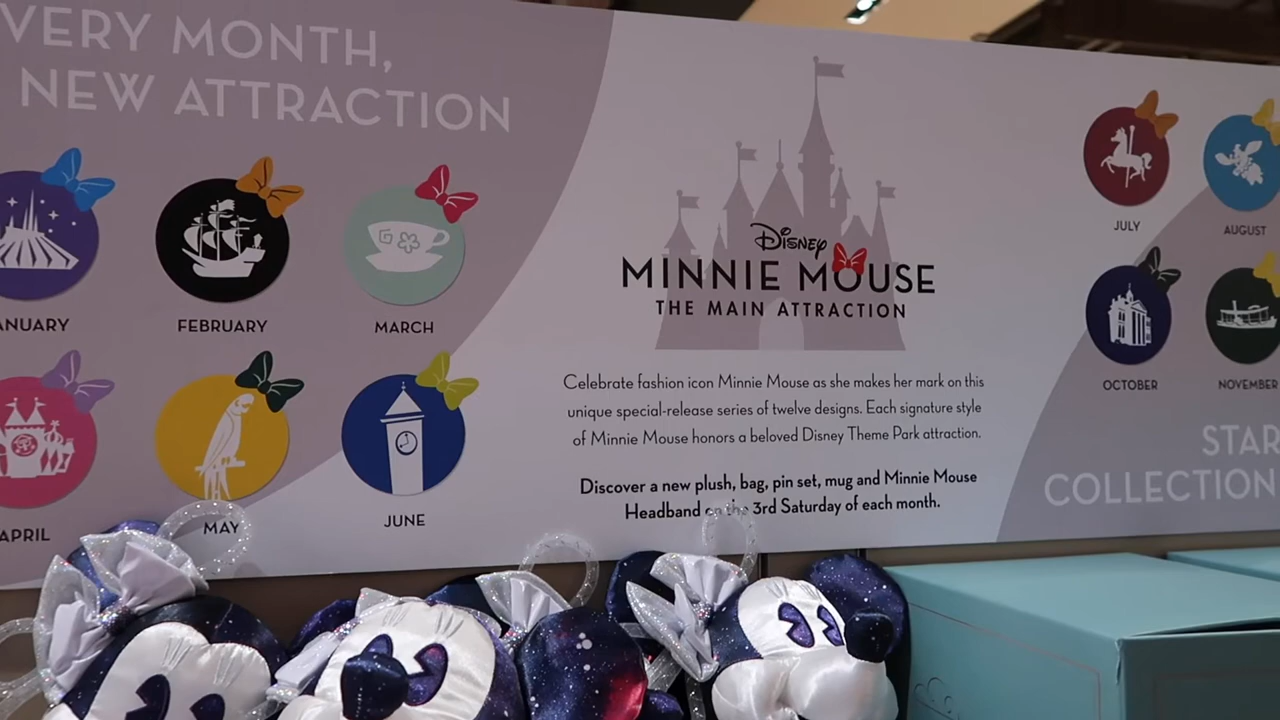 VERY MONTH,
NEW ATTRACTION
ANUARY
FEBRUARY
MARCH
APRIL
MAY
JUNE
Disney
MINNIE MOUSE
THE MAIN ATTRACTION
Celebrate fashion icon Minnie Mouse as she makes her mark on this
unique special-release series of twelve designs. Each signature style
of Minnie Mouse honors a beloved Disney Theme Park attraction.
Discover a new plush, bag, pin set, mug and Minnie Mouse
Headband on the 3rd Saturday of each month.
JULY
AUGUST
OCTOBER
NOVEMBER
STAR
COLLECTION